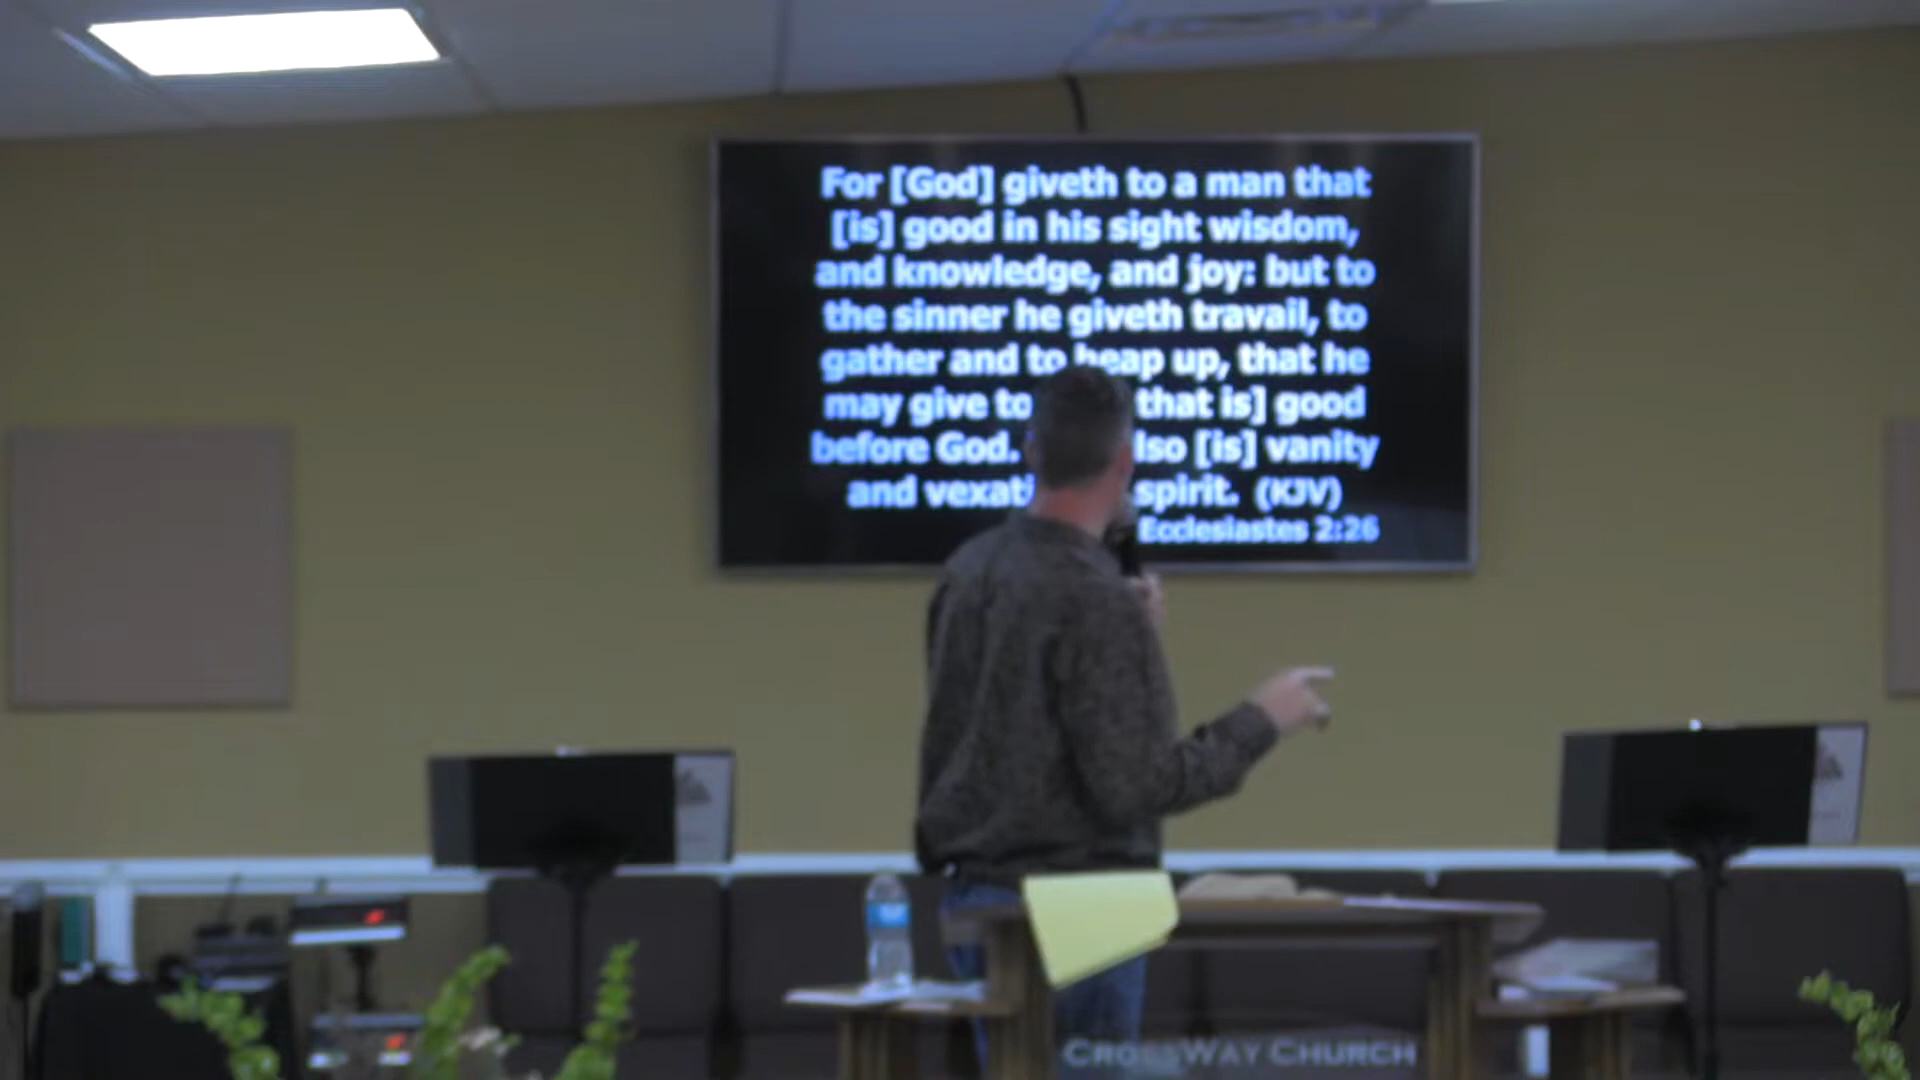 For [God] giveth to a man that
[is] good in his sight wisdom,
and knowledge, and joy: but to
the sinner he giveth travail, to
gather and to heap up, that he
may give to that is] good
before God. lso [is] vanity
and vexati spirit. (KJV)
Ecclesiastes 2:26
CROSSWAY CHURCH